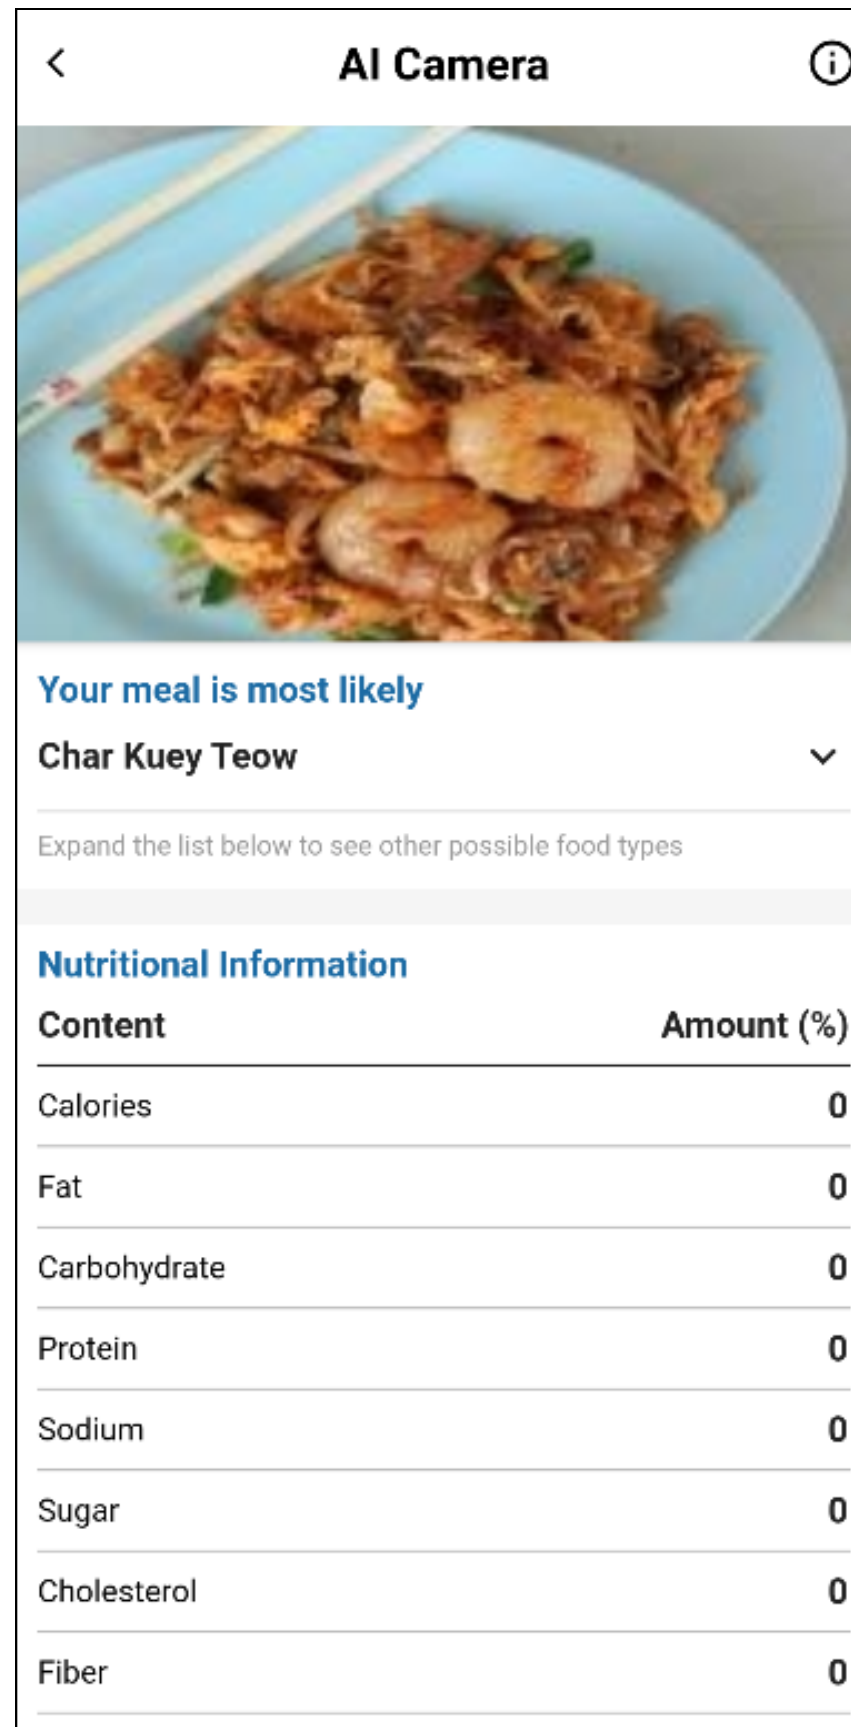 AI Camera
Your meal is most likely
Char Kuey Teow
Expand the list below to see other possible food types
Nutritional Information
Content Amount (%)
Calories 0
Fat 0
Carbohydrate 0
Protein 0
Sodium 0
Sugar 0
Cholesterol 0
Fiber 0